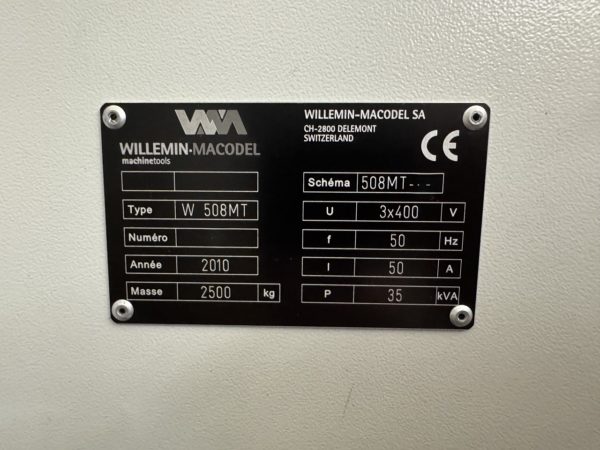 WILLEMIN-MACODEL
machinetools
Type W 508MT
Numéro
Année 2010
Masse 2500 kg
WILLEMIN-MACODEL SA
CH-2800 DELEMONT
SWITZERLAND
CE
Schéma 508MT-.-
U 3x400 V
f 50 Hz
I 50 A
P 35 kVA